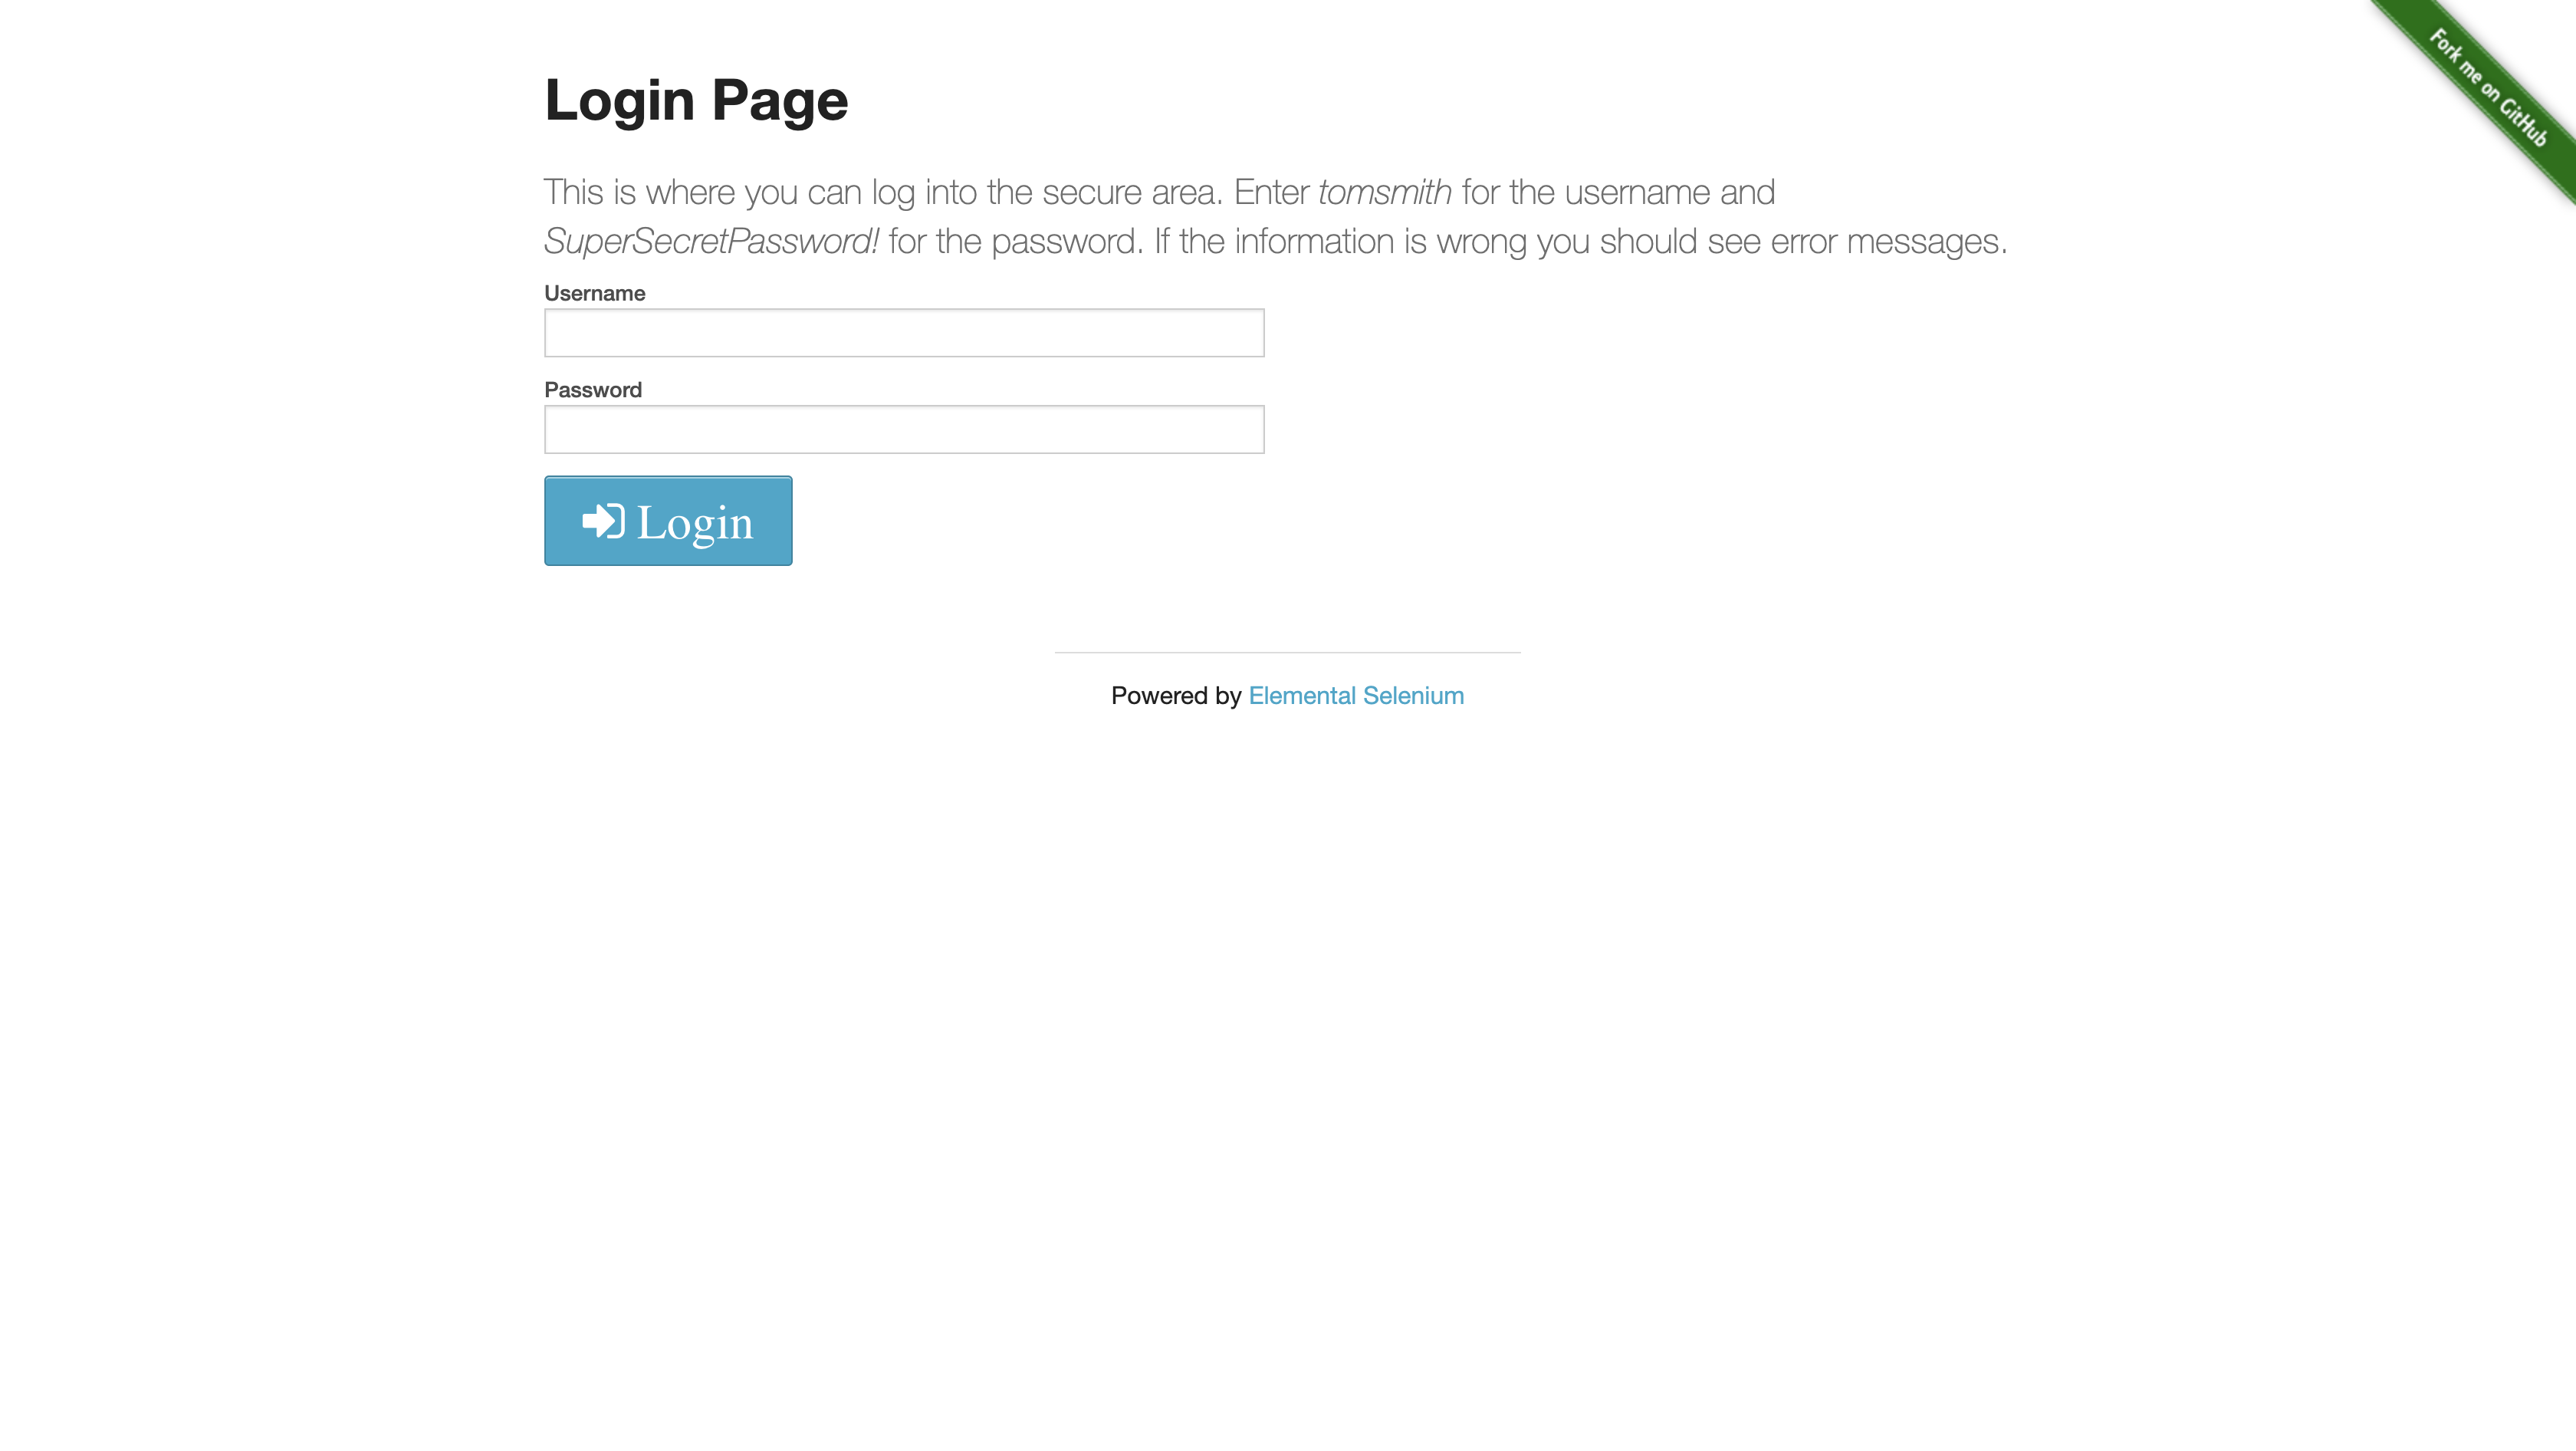 Fork me on GitHub
Login Page
This is where you can log into the secure area. Enter tomsmith for the username and
SuperSecretPassword! for the password. If the information is wrong you should see error messages.
Username
Password
Login
Powered by Elemental Selenium